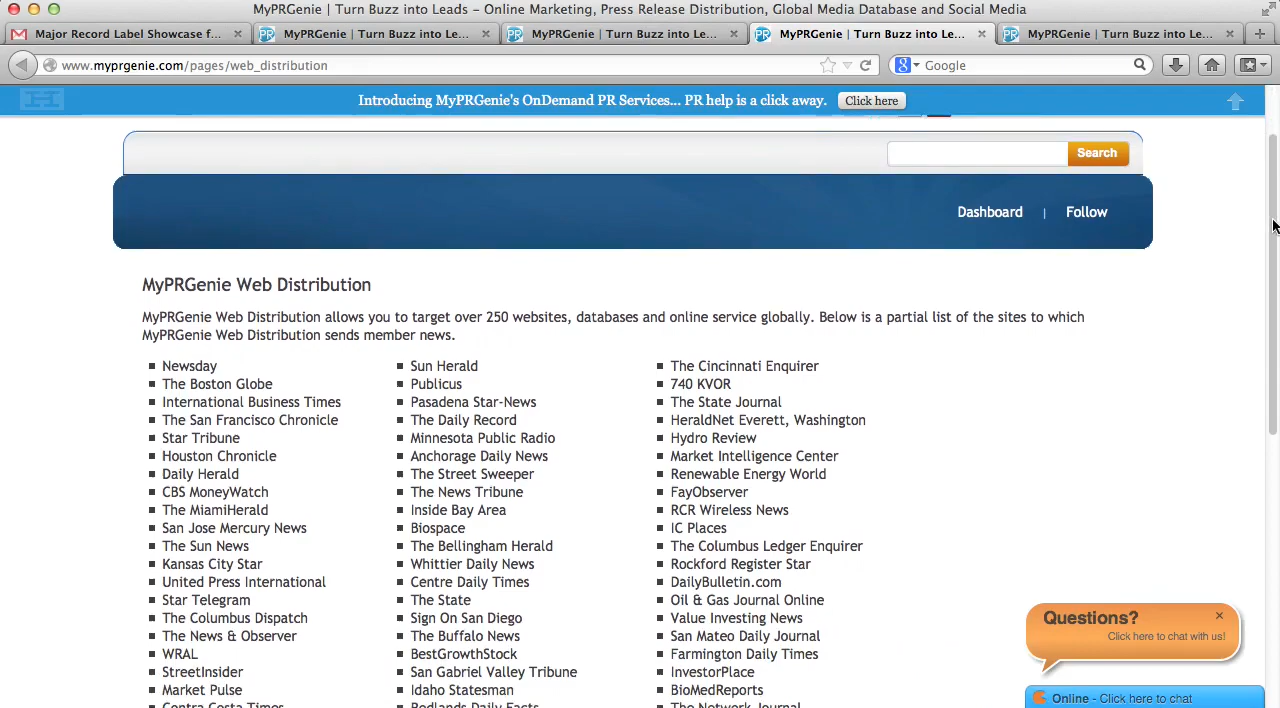 MyPRGenie | Turn Buzz into Leads – Online Marketing, Press Release Distribution, Global Media Database and Social Media
Major Record Label Showcase f...
MyPRGenie | Turn Buzz into Le...
MyPRGenie | Turn Buzz into Le...
MyPRGenie | Turn Buzz into Le...
MyPRGenie | Turn Buzz into Le...
www.myprgenie.com/pages/web_distribution
Google
Introducing MyPRGenie's OnDemand PR Services... PR help is a click away. Click here
Search
Dashboard | Follow
MyPRGenie Web Distribution
MyPRGenie Web Distribution allows you to target over 250 websites, databases and online service globally. Below is a partial list of the sites to which
MyPRGenie Web Distribution sends member news.
Newsday
The Boston Globe
International Business Times
The San Francisco Chronicle
Star Tribune
Houston Chronicle
Daily Herald
CBS MoneyWatch
The MiamiHerald
San Jose Mercury News
The Sun News
Kansas City Star
United Press International
Star Telegram
The Columbus Dispatch
The News & Observer
WRAL
StreetInsider
Market Pulse
Contra Costa Times
Sun Herald
Publicus
Pasadena Star-News
The Daily Record
Minnesota Public Radio
Anchorage Daily News
The Street Sweeper
The News Tribune
Inside Bay Area
Biospace
The Bellingham Herald
Whittier Daily News
Centre Daily Times
The State
Sign On San Diego
The Buffalo News
BestGrowthStock
San Gabriel Valley Tribune
Idaho Statesman
Redlands Daily Facts
The Cincinnati Enquirer
740 KVOR
The State Journal
HeraldNet Everett, Washington
Hydro Review
Market Intelligence Center
Renewable Energy World
FayObserver
RCR Wireless News
IC Places
The Columbus Ledger Enquirer
Rockford Register Star
DailyBulletin.com
Oil & Gas Journal Online
Value Investing News
San Mateo Daily Journal
Farmington Daily Times
InvestorPlace
BioMedReports
The Network Journal
Questions?
Click here to chat with us!
Online - Click here to chat